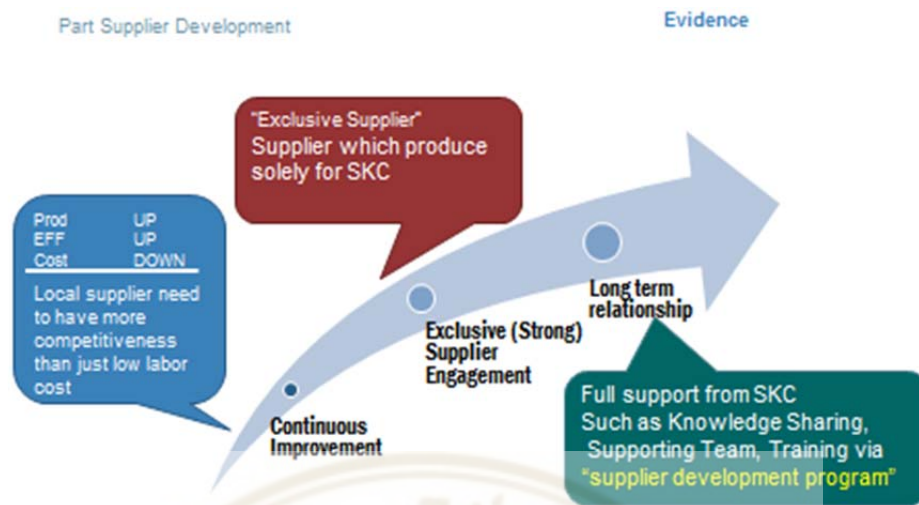 Part Supplier Development
Evidence
"Exclusive Supplier"
Supplier which produce
solely for SKC
Prod UP
EFF UP
Cost DOWN
Local supplier need
to have more
competitiveness
than just low labor
cost
Continuous
Improvement
Exclusive (Strong)
Supplier
Engagement
Long term
relationship
Full support from SKC
Such as Knowledge Sharing,
Supporting Team, Training via
"supplier development program"